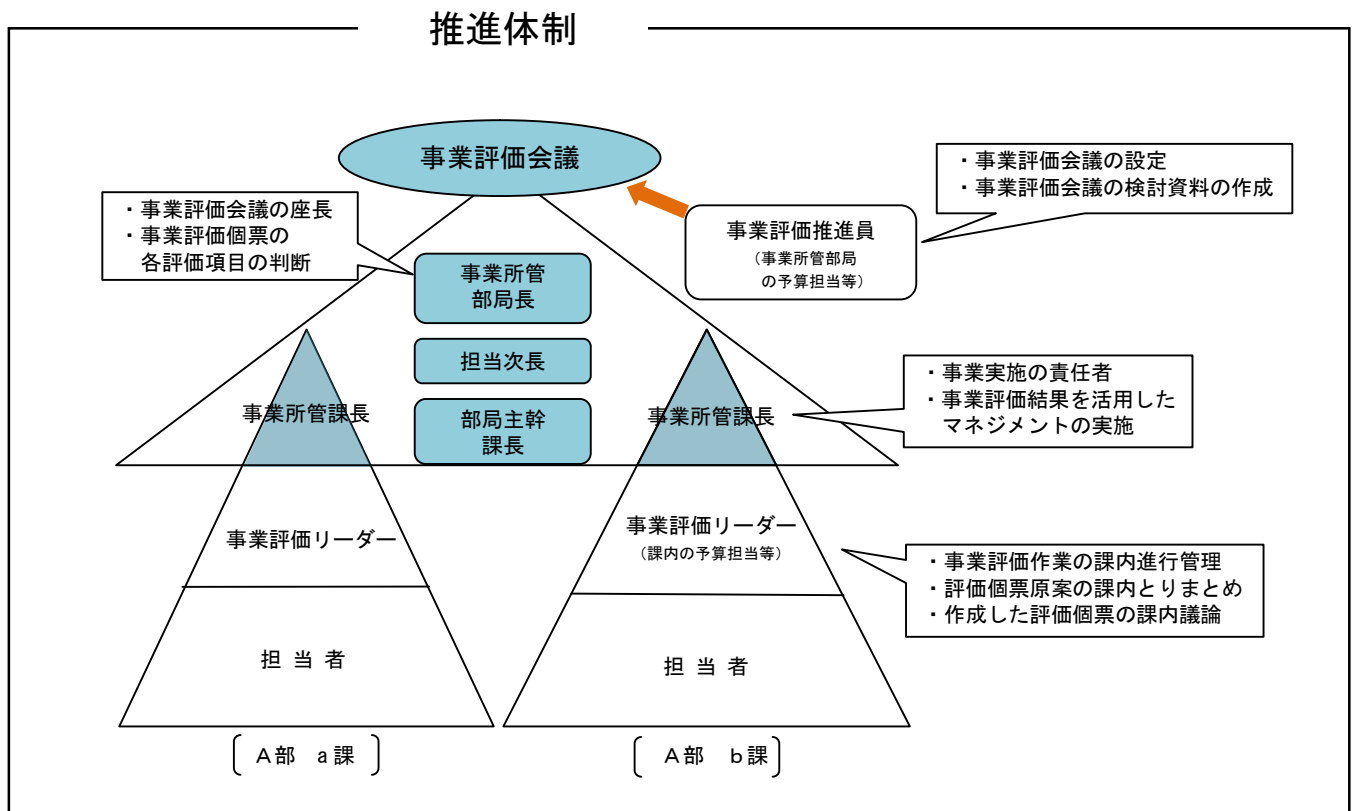 推進体制
事業評価会議
・事業評価会議の設定
・事業評価会議の検討資料の作成
・事業評価会議の座長
・事業評価個票の
各評価項目の判断
事業評価推進員
（事業所管部局
の予算担当等）
事業所管
部局長
担当次長
部局主幹
課長
事業所管課長
事業所管課長
・事業実施の責任者
・事業評価結果を活用した
マネジメントの実施
事業評価リーダー
事業評価リーダー
（課内の予算担当等）
・事業評価作業の課内進行管理
・評価個票原案の課内とりまとめ
・作成した評価個票の課内議論
担 当 者
担 当 者
〔 A部 a課 〕
〔 A部 b課 〕